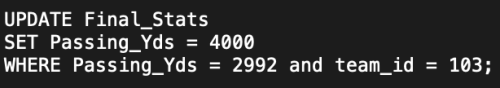 UPDATE Final_Stats
SET Passing_Yds = 4000
WHERE Passing_Yds = 2992 and team_id = 103;